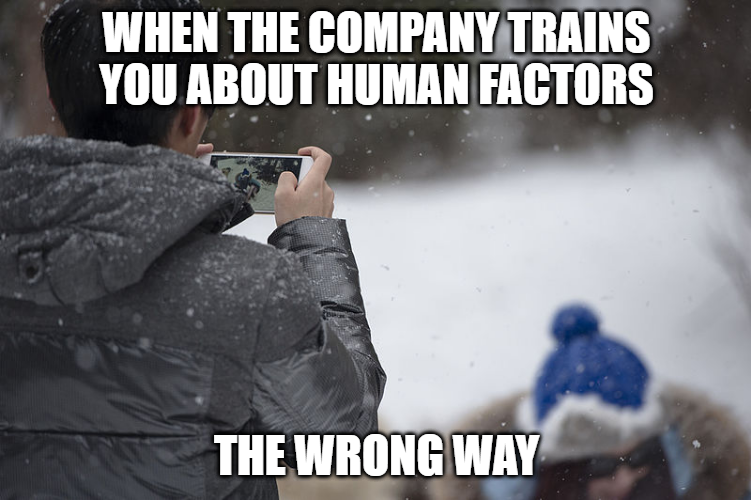 WHEN THE COMPANY TRAINS
YOU ABOUT HUMAN FACTORS
THE WRONG WAY